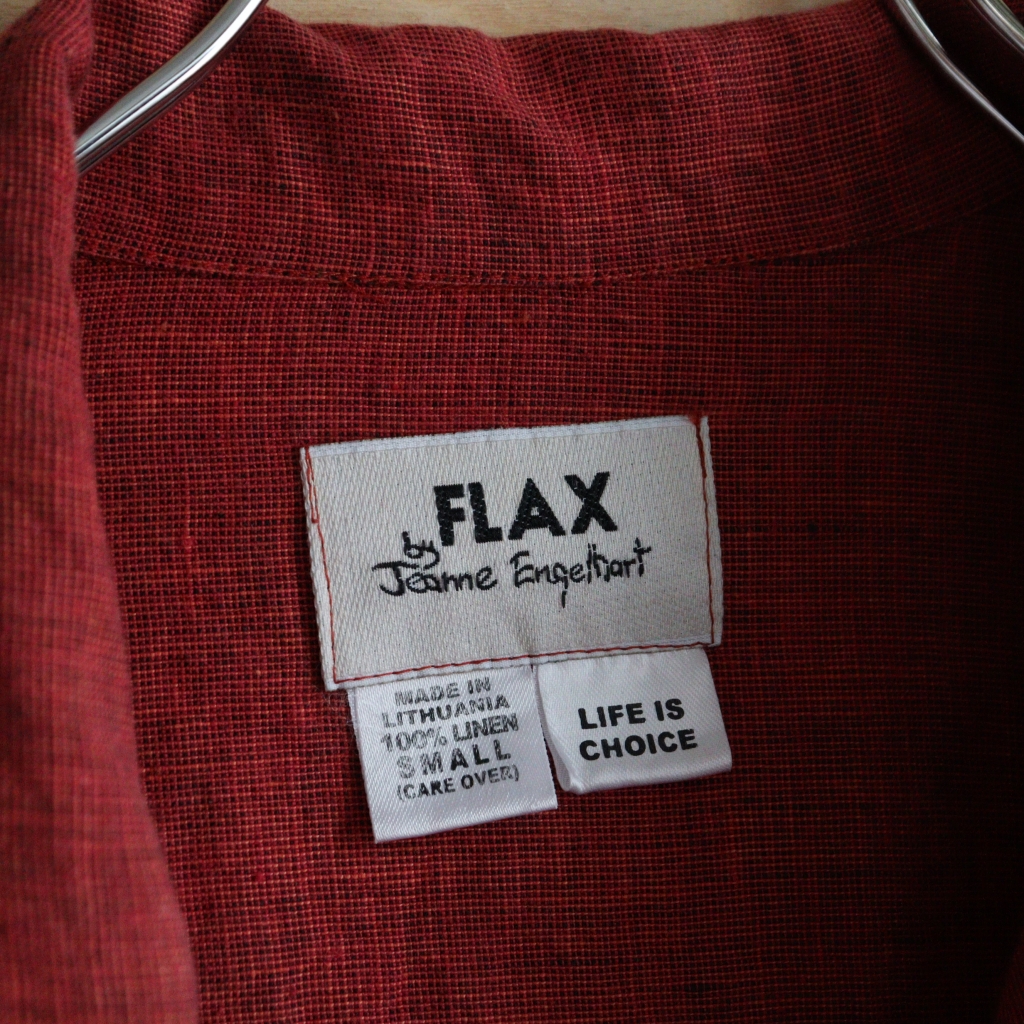 FLAX
by
Jeanne Engelhart
MADE IN
LITHUANIA
100% LINEN
SMALL
(CARE OVER)
LIFE IS
CHOICE